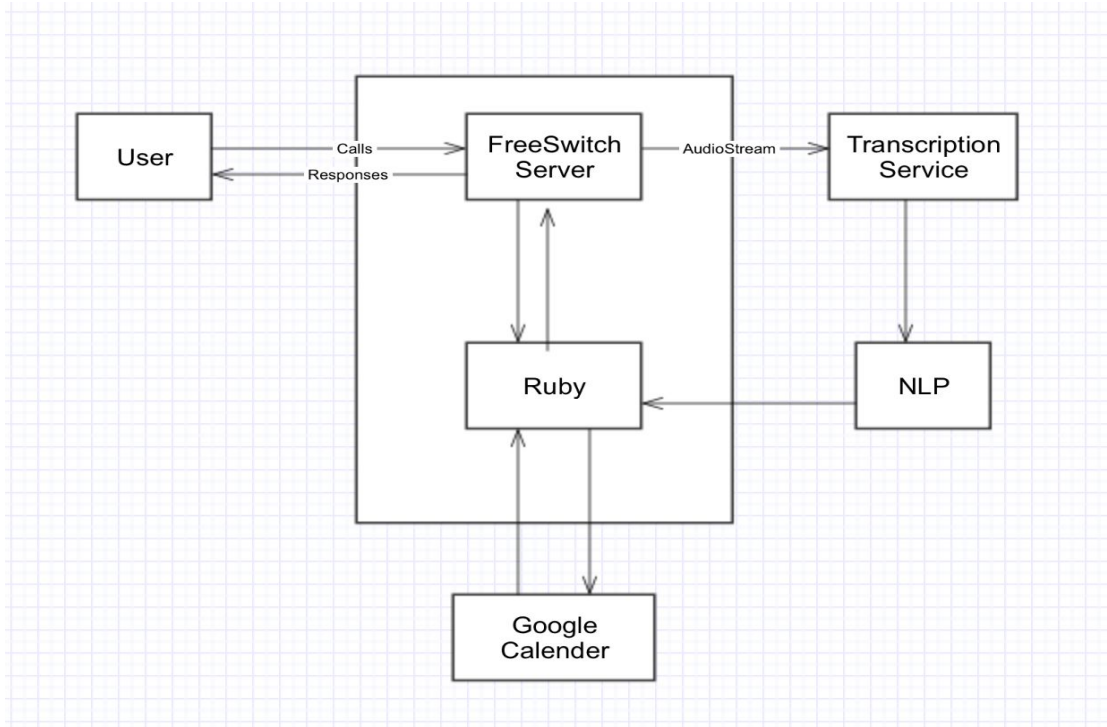 User
Calls
Responses
FreeSwitch
Server
AudioStream
Transcription
Service
Ruby
NLP
Google
Calender